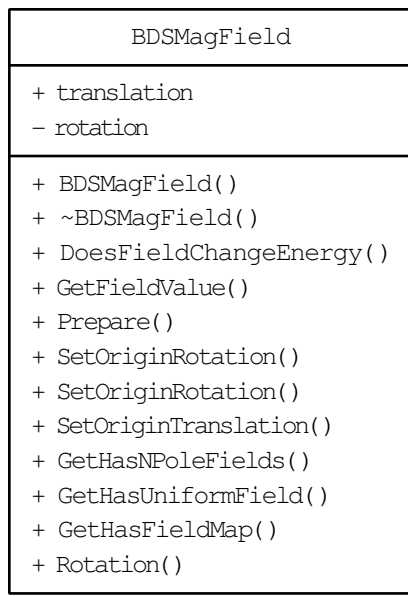 BDSMagField
+ translation
− rotation
+ BDSMagField()
+ ~BDSMagField()
+ DoesFieldChangeEnergy()
+ GetFieldValue()
+ Prepare()
+ SetOriginRotation()
+ SetOriginRotation()
+ SetOriginTranslation()
+ GetHasNPoleFields()
+ GetHasUniformField()
+ GetHasFieldMap()
+ Rotation()